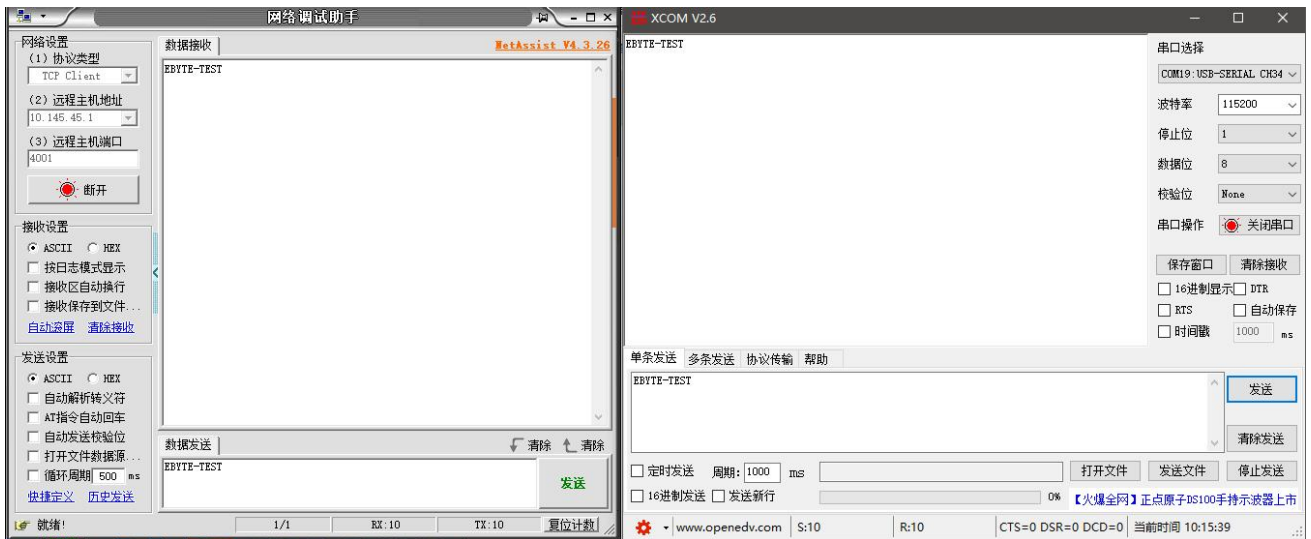 网络调试助手
网络设置
(1) 协议类型
TCP Client
(2) 远程主机地址
10.145.45.1
(3) 远程主机端口
4001
断开
接收设置
ASCII HEX
按日志模式显示
接收区自动换行
接收保存到文件...
自动滚屏 清除接收
发送设置
ASCII HEX
自动解析转义符
AT指令自动回车
自动发送校验位
打开文件数据源...
循环周期 500 ms
快捷定义 历史发送
数据接收 NetAssist V4.3.26
EBYTE-TEST
数据发送 清除 清除
EBYTE-TEST
发送
就绪! 1/1 RX:10 TX:10 复位计数
XCOM V2.6
EBYTE-TEST
串口选择
COM19:USB-SERIAL CH34
波特率 115200
停止位 1
数据位 8
校验位 None
串口操作 关闭串口
保存窗口 清除接收
16进制显示 DTR
RTS 自动保存
时间戳 1000 ms
单条发送 多条发送 协议传输 帮助
EBYTE-TEST
发送
清除发送
定时发送 周期: 1000 ms 打开文件 发送文件 停止发送
16进制发送 发送新行 0% 【火爆全网】正点原子DS100手持示波器上市
www.openedv.com S:10 R:10 CTS=0 DSR=0 DCD=0 当前时间 10:15:39